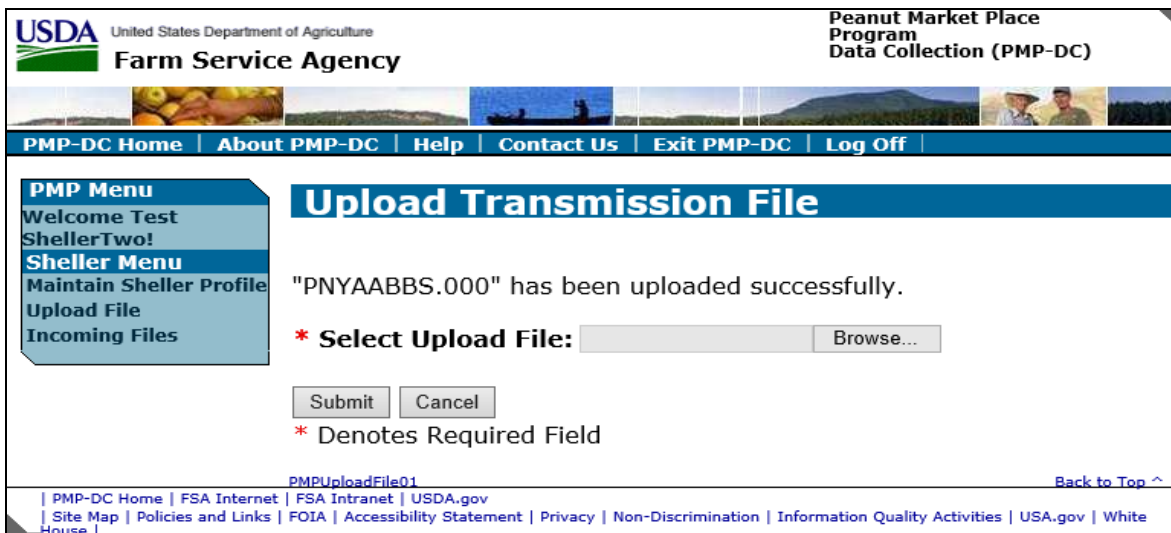 USDA United States Department of Agriculture
Farm Service Agency
Peanut Market Place
Program
Data Collection (PMP-DC)
PMP-DC Home | About PMP-DC | Help | Contact Us | Exit PMP-DC | Log Off |
PMP Menu
Welcome Test
ShellerTwo!
Sheller Menu
Maintain Sheller Profile
Upload File
Incoming Files
Upload Transmission File
"PNYAABBS.000" has been uploaded successfully.
* Select Upload File: Browse...
Submit Cancel
* Denotes Required Field
PMPUploadFile01 Back to Top ^
| PMP-DC Home | FSA Internet | FSA Intranet | USDA.gov
| Site Map | Policies and Links | FOIA | Accessibility Statement | Privacy | Non-Discrimination | Information Quality Activities | USA.gov | White
House |